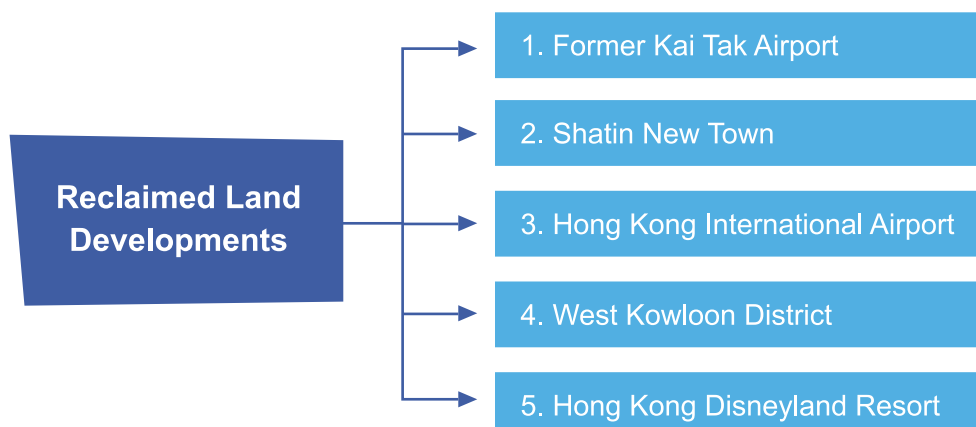 Reclaimed Land
Developments
1. Former Kai Tak Airport
2. Shatin New Town
3. Hong Kong International Airport
4. West Kowloon District
5. Hong Kong Disneyland Resort